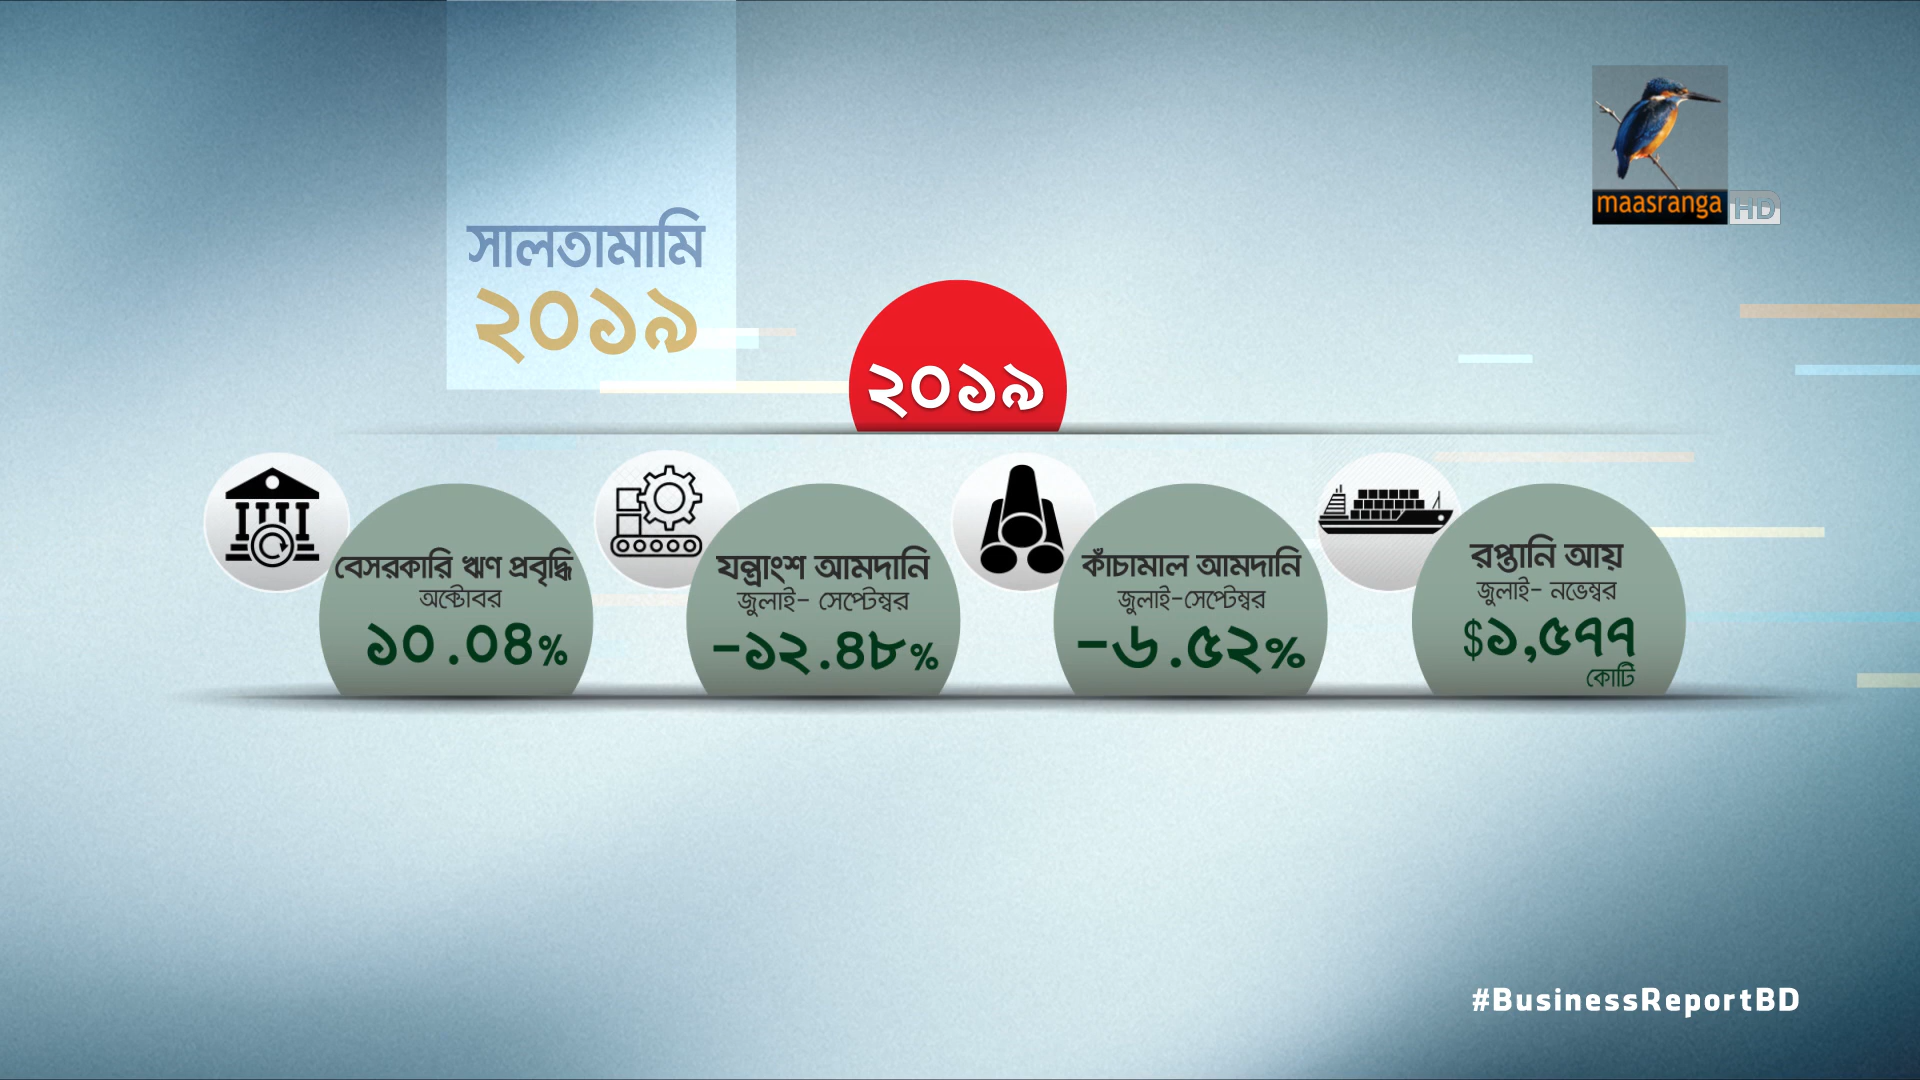 সালতামামি
২০১৯
maasranga HD
২০১৯
বেসরকারি ঋণ প্রবৃদ্ধি
অক্টোবর
১০.০৪%
যন্ত্রাংশ আমদানি
জুলাই- সেপ্টেম্বর
-১২.৪৮%
কাঁচামাল আমদানি
জুলাই-সেপ্টেম্বর
-৬.৫২%
রপ্তানি আয়
জুলাই- নভেম্বর
$১,৫৭৭
কোটি
#BusinessReportBD